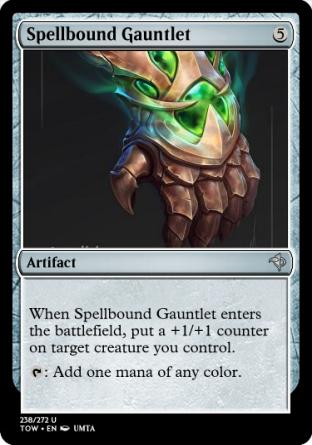 Spellbound Gauntlet 5
Artifact
When Spellbound Gauntlet enters
the battlefield, put a +1/+1 counter
on target creature you control.
: Add one mana of any color.
238/272 U
TOW • EN UMTA